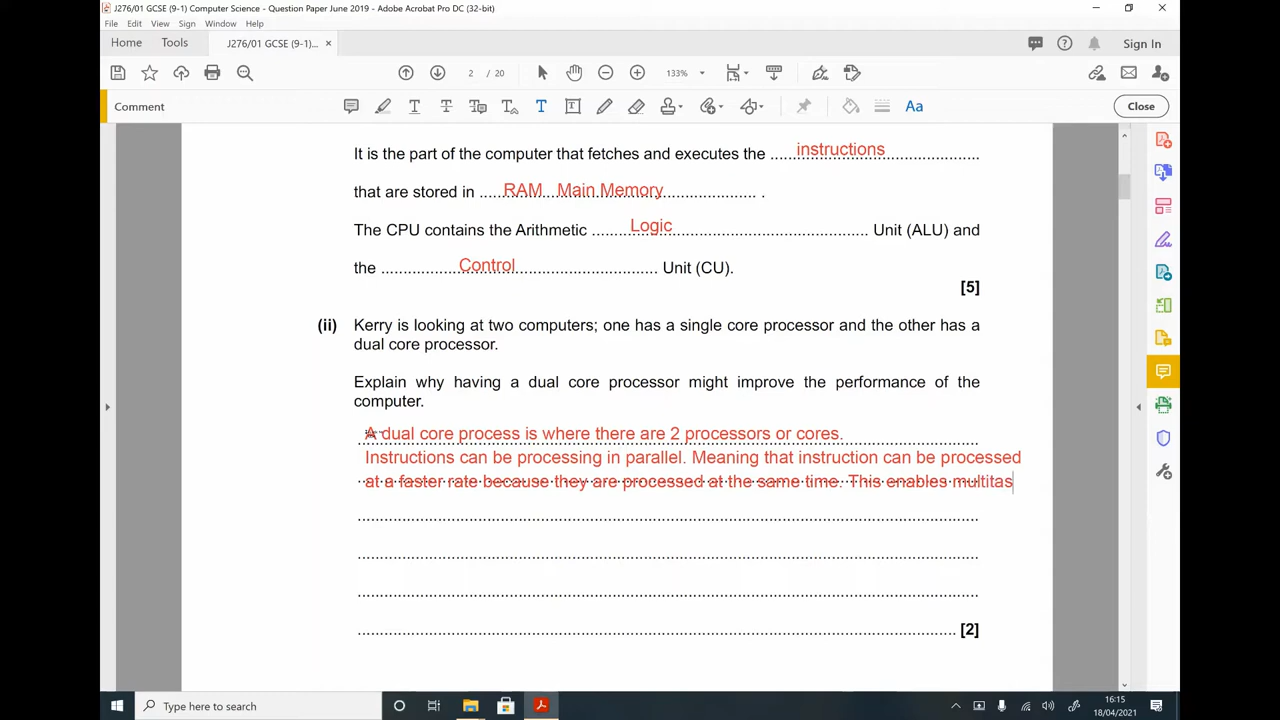 J276/01 GCSE (9-1) Computer Science - Question Paper June 2019 - Adobe Acrobat Pro DC (32-bit)
File Edit View Sign Window Help
Home Tools J276/01 GCSE (9-1)... × Sign In
2 / 20 133%
Comment Aa Close
It is the part of the computer that fetches and executes the instructions
that are stored in RAM Main Memory .
The CPU contains the Arithmetic Logic Unit (ALU) and
the Control Unit (CU).
[5]
(ii) Kerry is looking at two computers; one has a single core processor and the other has a
dual core processor.
Explain why having a dual core processor might improve the performance of the
computer.
A dual core process is where there are 2 processors or cores.
Instructions can be processing in parallel. Meaning that instruction can be processed
at a faster rate because they are processed at the same time. This enables multitas
[2]
Type here to search
16:15
18/04/2021